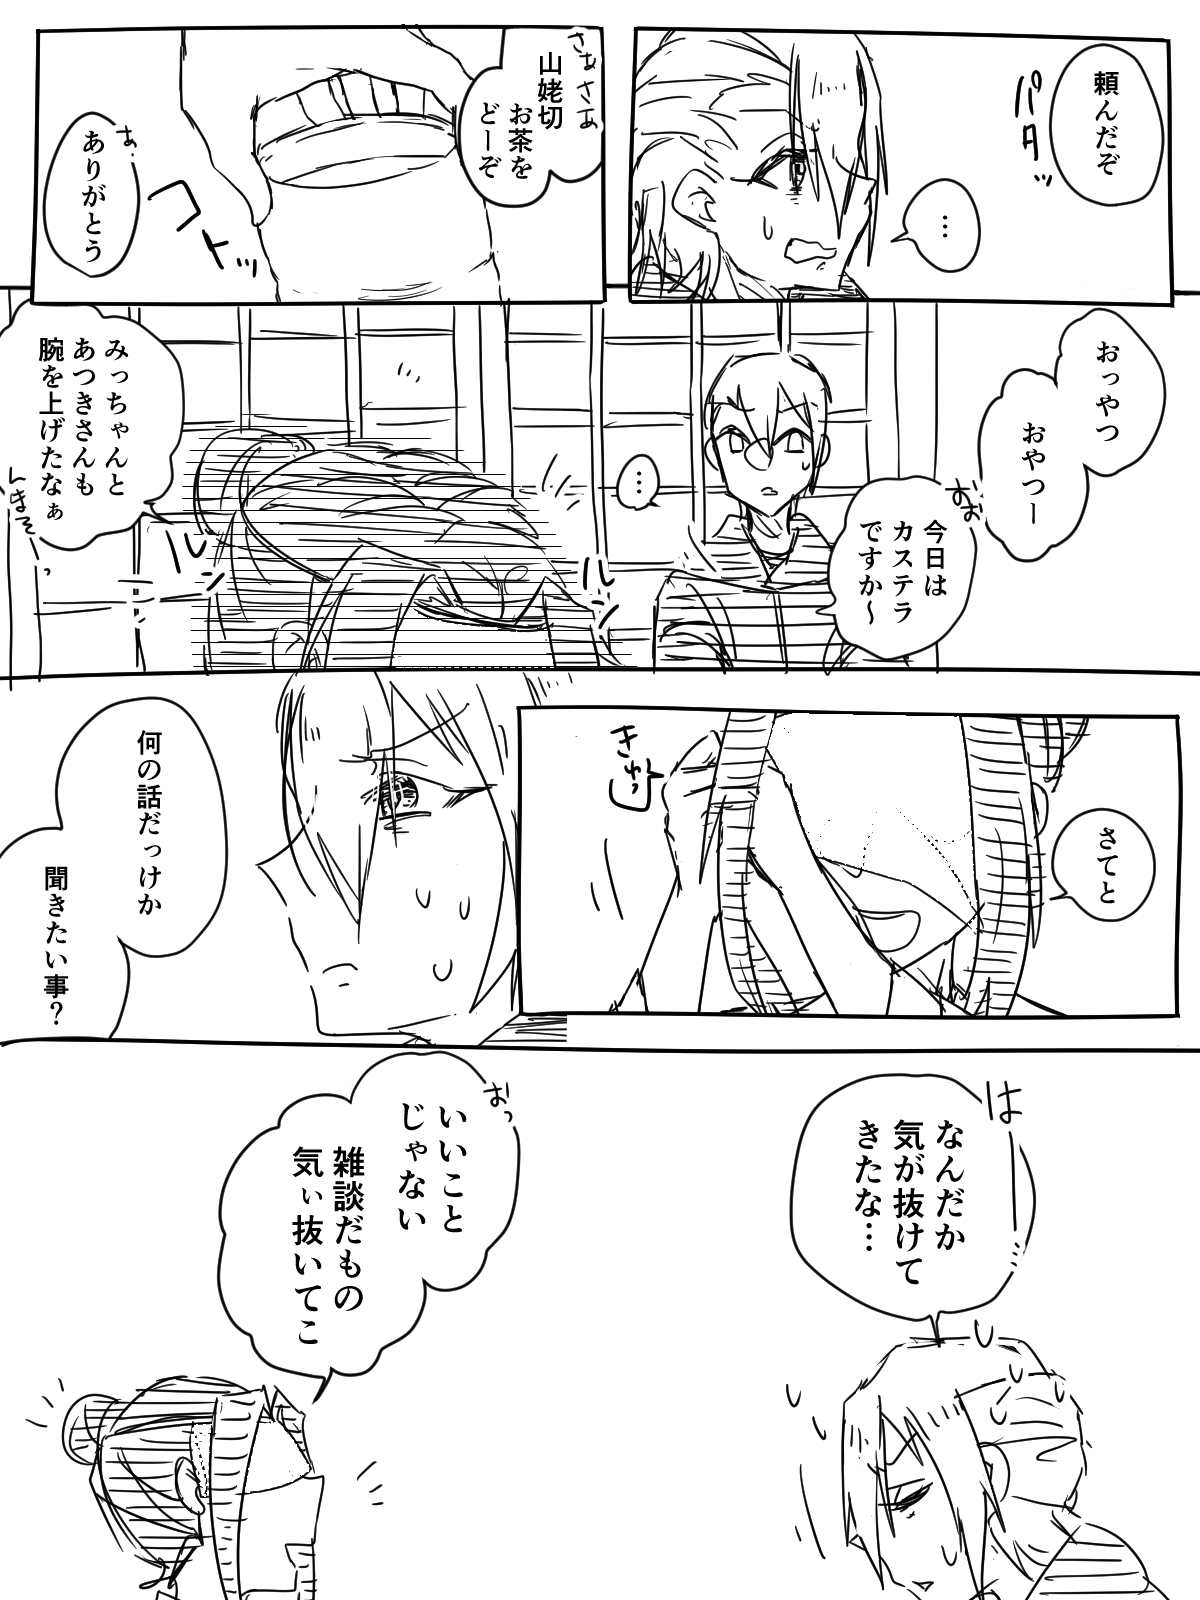 頼んだぞ
パタッ
…
さぁさあ
山姥切
お茶を
どーぞ
コトッ
あ、
ありがとう
おっやつ
おやつー
おぉ
今日は
カステラ
ですか～
…
ルン
ルン
みっちゃんと
あつきさんも
腕を上げたなぁ
さてと
きゅっ
何の話だっけか
聞きたい事？
は
なんだか
気が抜けて
きたな…
おっ
いいこと
じゃない
雑談だもの
気ぃ抜いてこ